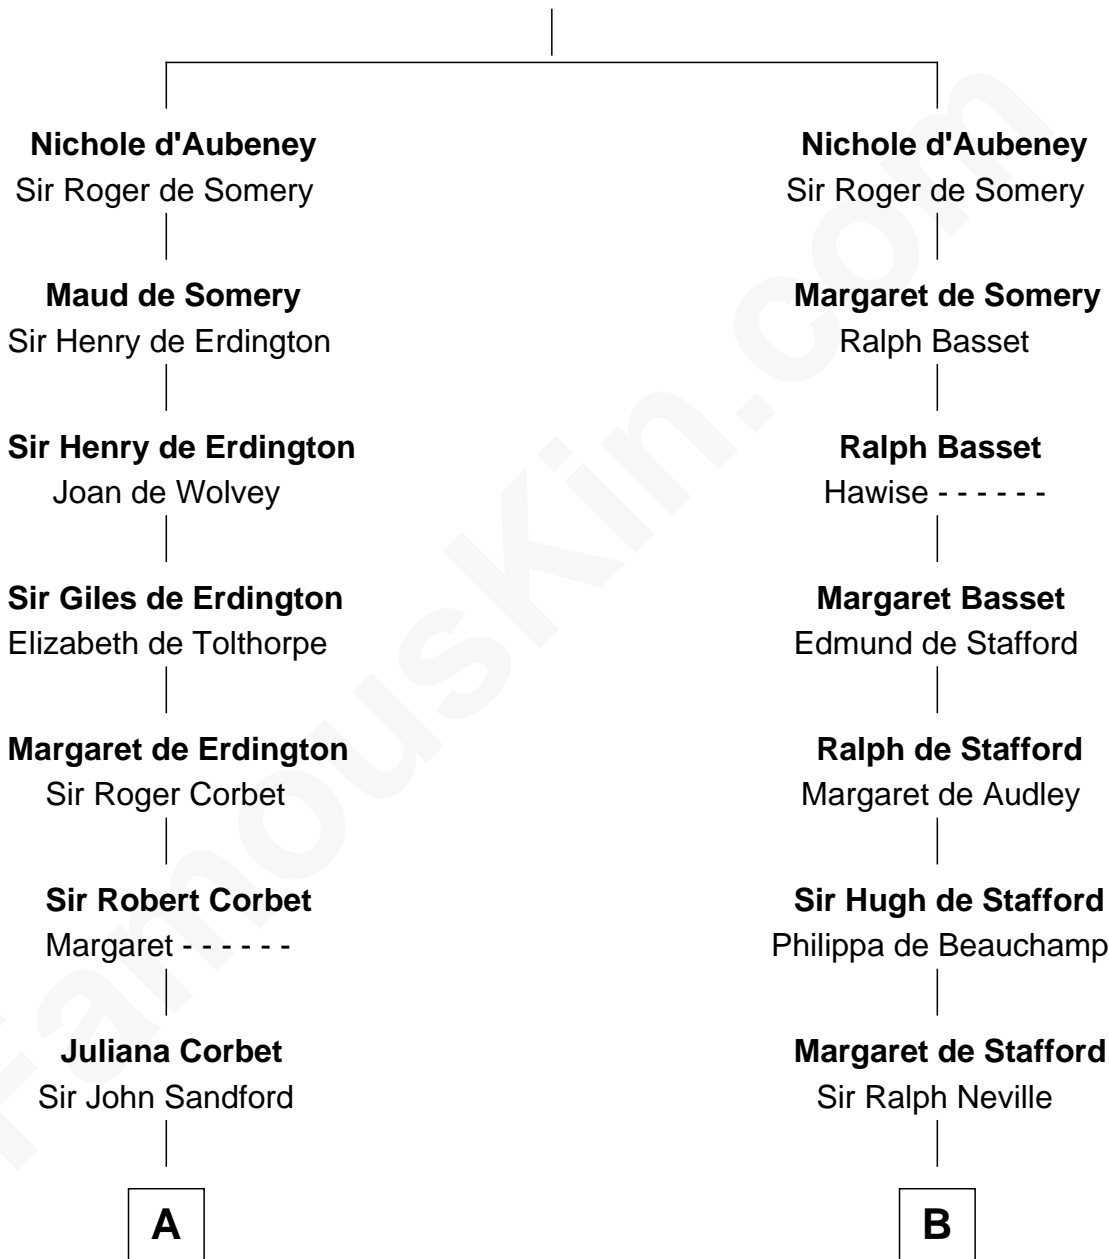 Nichole d'Aubeney
Sir Roger de Somery
Maud de Somery
Sir Henry de Erdington
Sir Henry de Erdington
Joan de Wolvey
Sir Giles de Erdington
Elizabeth de Tolthorpe
Margaret de Erdington
Sir Roger Corbet
Sir Robert Corbet
Margaret - - - - - -
Juliana Corbet
Sir John Sandford
A
Nichole d'Aubeney
Sir Roger de Somery
Margaret de Somery
Ralph Basset
Ralph Basset
Hawise - - - - - -
Margaret Basset
Edmund de Stafford
Ralph de Stafford
Margaret de Audley
Sir Hugh de Stafford
Philippa de Beauchamp
Margaret de Stafford
Sir Ralph Neville
B
FamousKin.com